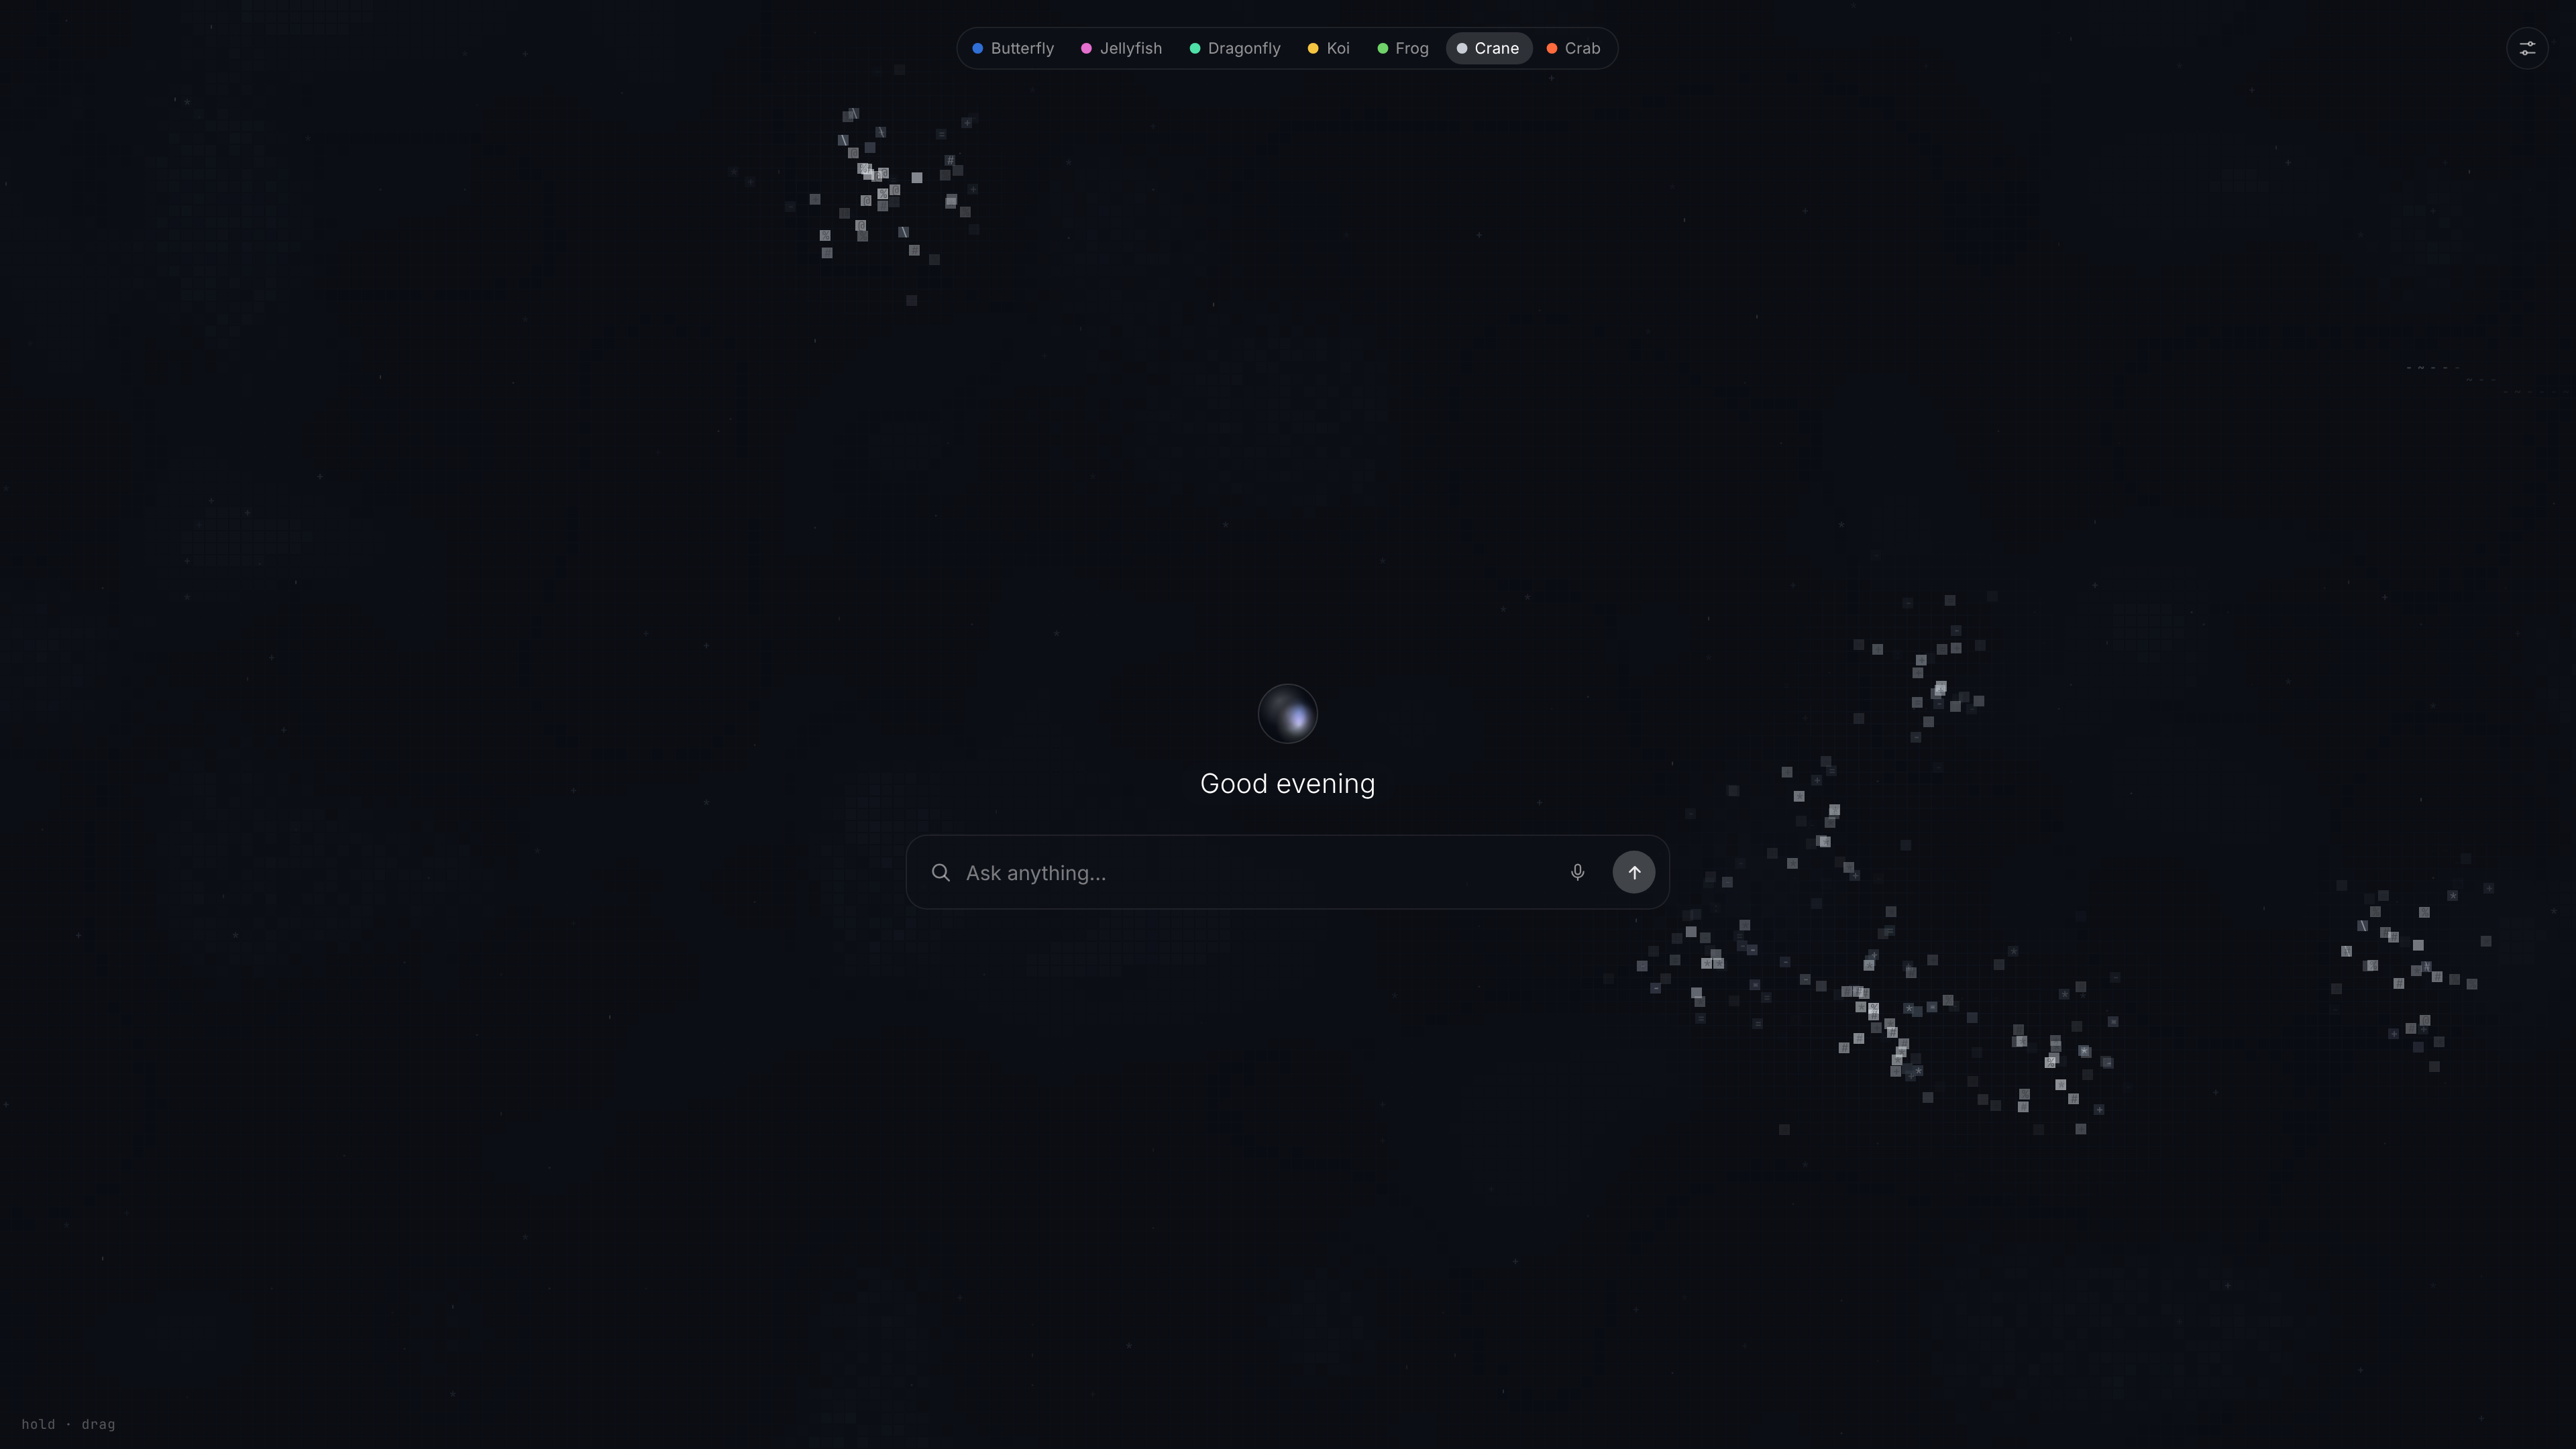 Butterfly Jellyfish Dragonfly Koi Frog Crane Crab
Good evening
Ask anything...
hold · drag